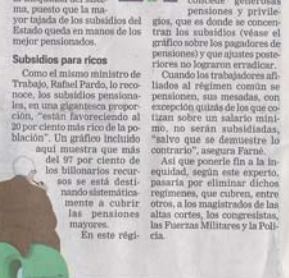 ma, puesto que la ma-
yor tajada de los subsidios del
Estado queda en manos de los
mejor pensionados.
Subsidios para ricos
Como el mismo ministro de
Trabajo, Rafael Pardo, lo reco-
noce, los subsidios pensiona-
les, en una gigantesca propor-
ción, "están favoreciendo al
20 por ciento más rico de la po-
blación". Un gráfico incluido
aquí muestra que más
del 97 por ciento de
los billonarios recur-
sos se está desti-
nando sistemática-
mente a cubrir
las pensiones
mayores.
En este régi-
concede generosas
pensiones y privile-
gios, que es donde se concen-
tran los subsidios (véase el
gráfico sobre los pagadores de
pensiones) y que ajustes poste-
riores no lograron erradicar.
Cuando los trabajadores afi-
liados al régimen común se
pensionan, sus mesadas, con
excepción quizás de los que co-
tizan sobre un salario míni-
mo, no serán subsidiadas,
"salvo que se demuestre lo
contrario", asegura Farné.
Así que ponerle fin a la in-
equidad, según este experto,
pasaría por eliminar dichos
regímenes, que cubren, entre
otros, a los magistrados de las
altas cortes, los congresistas,
las Fuerzas Militares y la Poli-
cía.